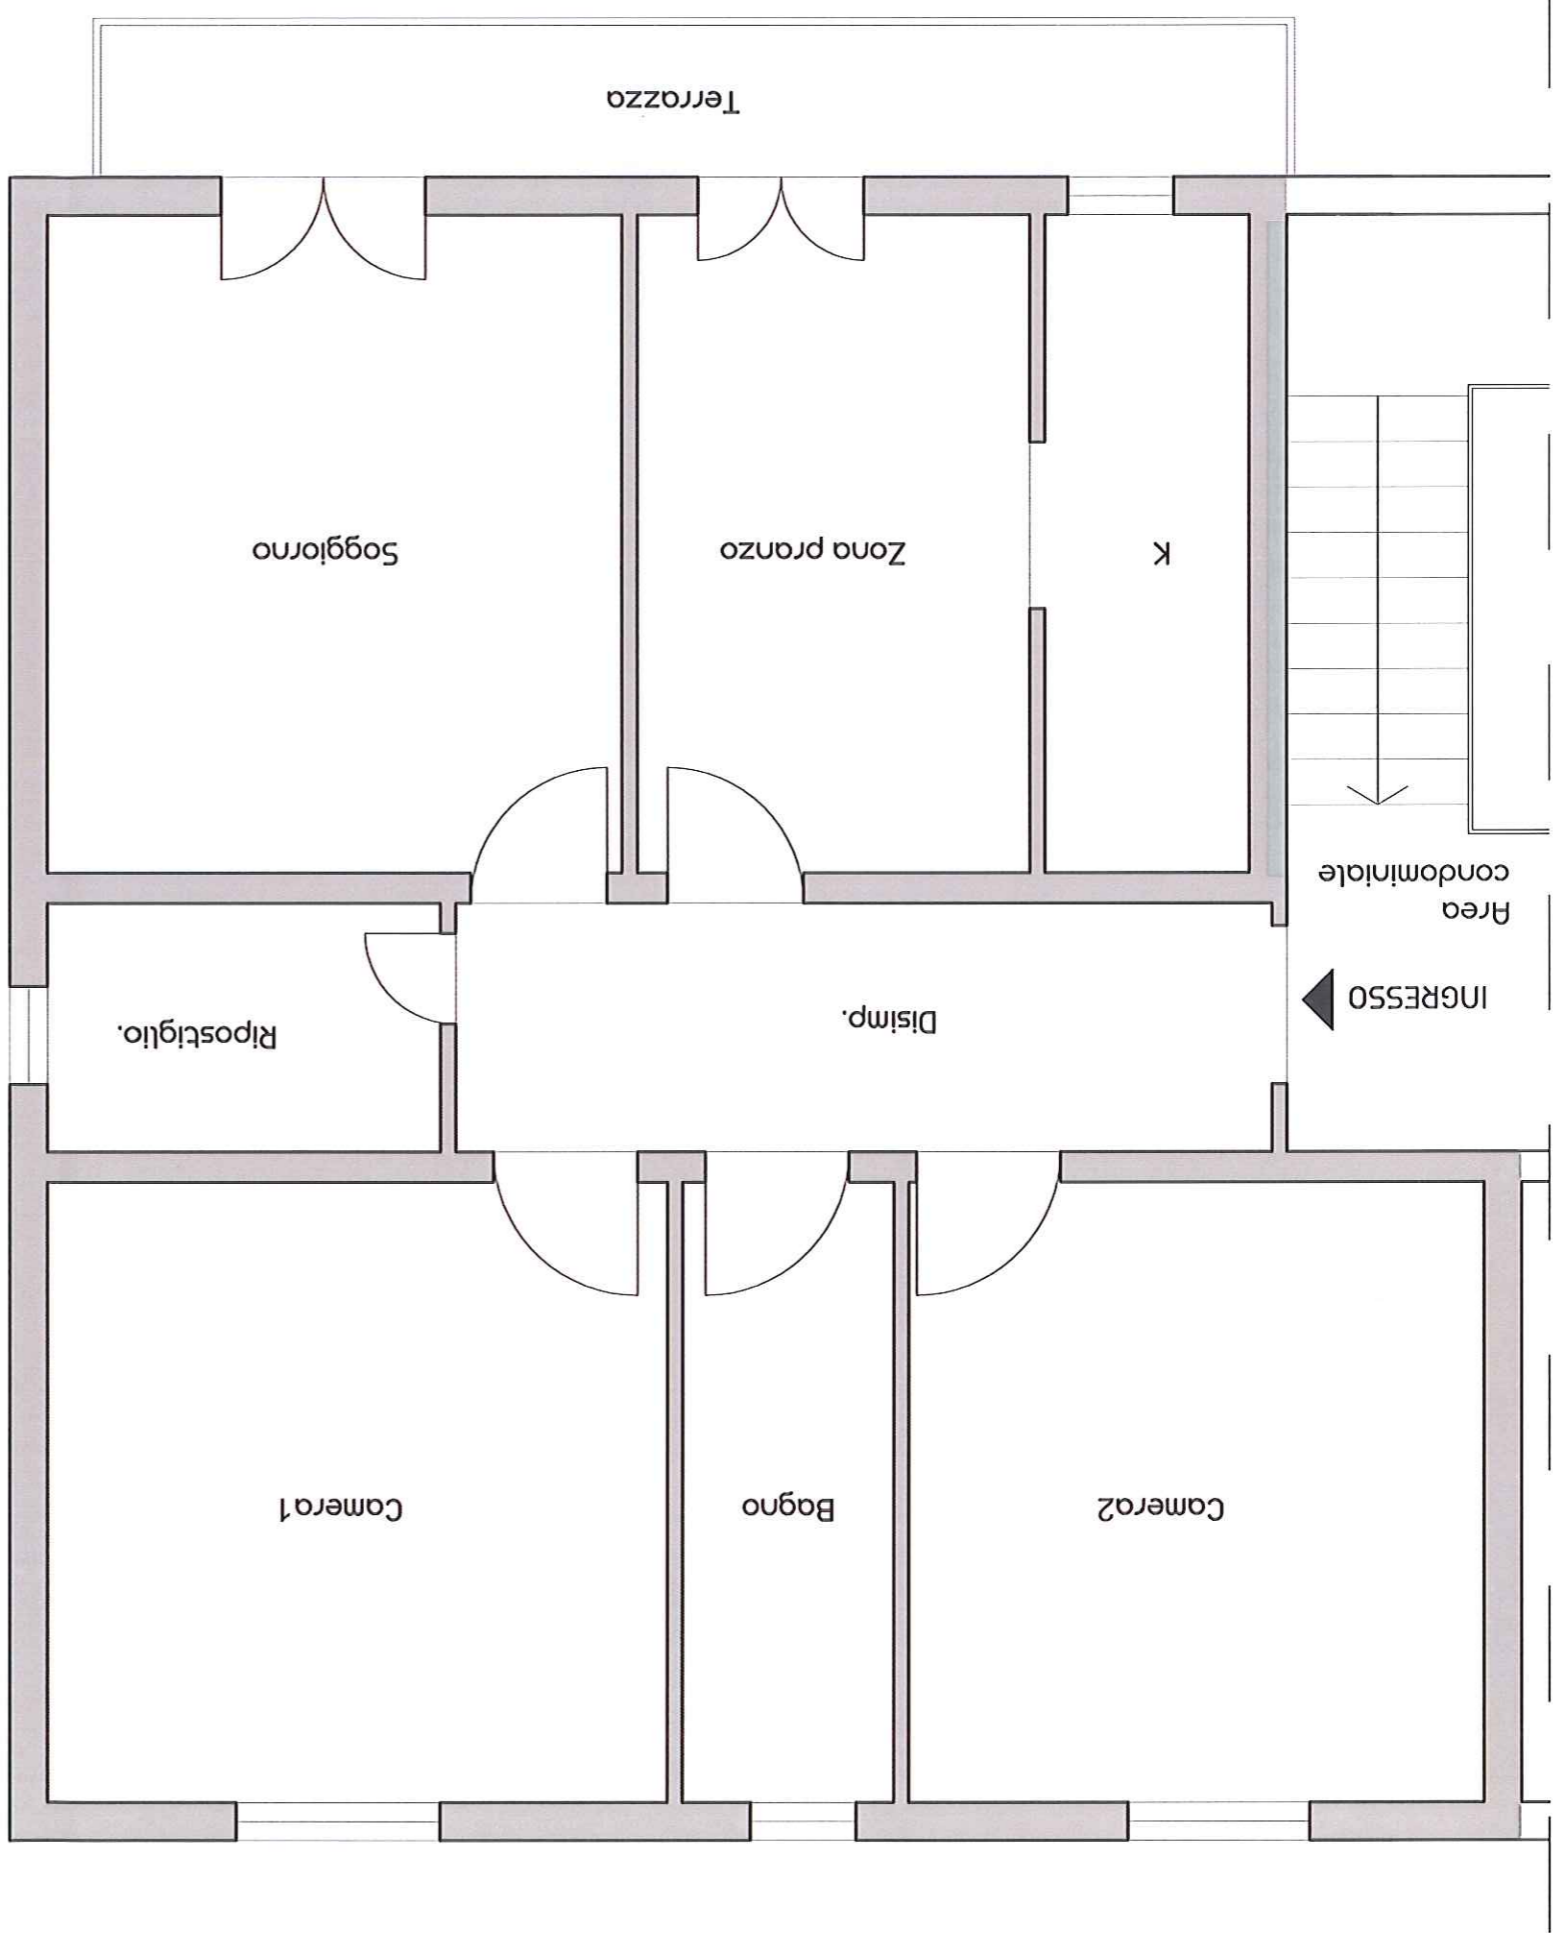 Camera2
Bagno
Camera1
INGRESSO
Disimp.
Ripostiglio.
Area
condominiale
K
Zona pranzo
Soggiorno
Terrazza